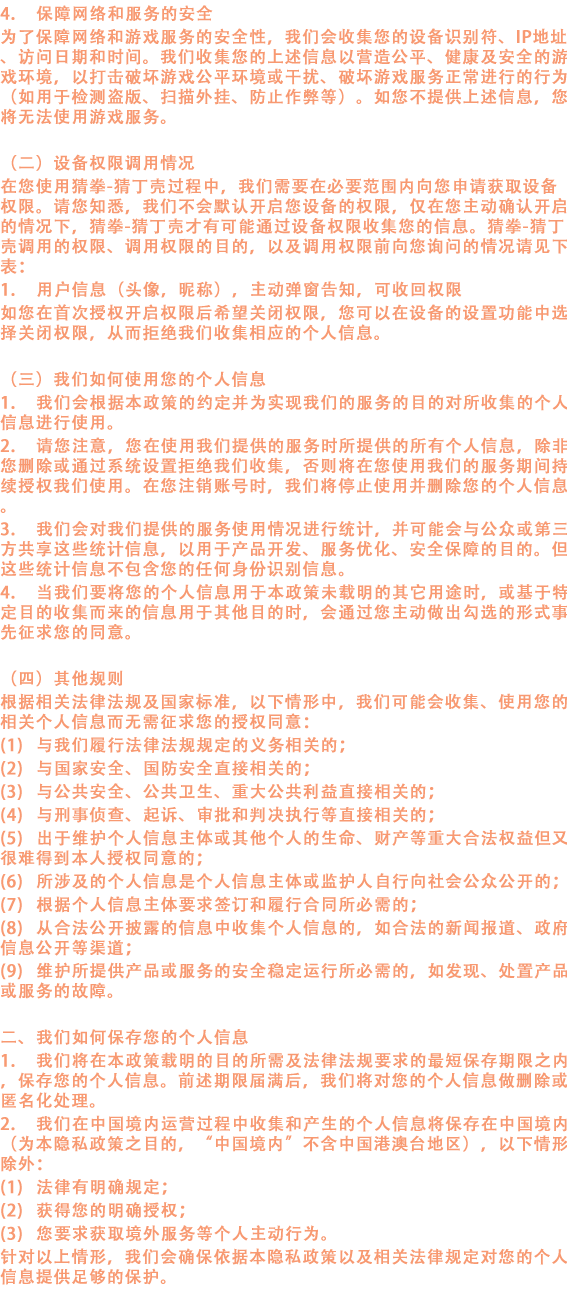 4.　保障网络和服务的安全
为了保障网络和游戏服务的安全性，我们会收集您的设备识别符、IP地址
、访问日期和时间。我们收集您的上述信息以营造公平、健康及安全的游
戏环境，以打击破坏游戏公平环境或干扰、破坏游戏服务正常进行的行为
（如用于检测盗版、扫描外挂、防止作弊等）。如您不提供上述信息，您
将无法使用游戏服务。
（二）设备权限调用情况
在您使用猜拳-猜丁壳过程中，我们需要在必要范围内向您申请获取设备
权限。请您知悉，我们不会默认开启您设备的权限，仅在您主动确认开启
的情况下，猜拳-猜丁壳才有可能通过设备权限收集您的信息。猜拳-猜丁
壳调用的权限、调用权限的目的，以及调用权限前向您询问的情况请见下
表：
1.　用户信息（头像，昵称），主动弹窗告知，可收回权限
如您在首次授权开启权限后希望关闭权限，您可以在设备的设置功能中选
择关闭权限，从而拒绝我们收集相应的个人信息。
（三）我们如何使用您的个人信息
1.　我们会根据本政策的约定并为实现我们的服务的目的对所收集的个人
信息进行使用。
2.　请您注意，您在使用我们提供的服务时所提供的所有个人信息，除非
您删除或通过系统设置拒绝我们收集，否则将在您使用我们的服务期间持
续授权我们使用。在您注销账号时，我们将停止使用并删除您的个人信息
。
3.　我们会对我们提供的服务使用情况进行统计，并可能会与公众或第三
方共享这些统计信息，以用于产品开发、服务优化、安全保障的目的。但
这些统计信息不包含您的任何身份识别信息。
4.　当我们要将您的个人信息用于本政策未载明的其它用途时，或基于特
定目的收集而来的信息用于其他目的时，会通过您主动做出勾选的形式事
先征求您的同意。
（四）其他规则
根据相关法律法规及国家标准，以下情形中，我们可能会收集、使用您的
相关个人信息而无需征求您的授权同意：
(1)　与我们履行法律法规规定的义务相关的；
(2)　与国家安全、国防安全直接相关的；
(3)　与公共安全、公共卫生、重大公共利益直接相关的；
(4)　与刑事侦查、起诉、审批和判决执行等直接相关的；
(5)　出于维护个人信息主体或其他个人的生命、财产等重大合法权益但又
很难得到本人授权同意的；
(6)　所涉及的个人信息是个人信息主体或监护人自行向社会公众公开的；
(7)　根据个人信息主体要求签订和履行合同所必需的；
(8)　从合法公开披露的信息中收集个人信息的，如合法的新闻报道、政府
信息公开等渠道；
(9)　维护所提供产品或服务的安全稳定运行所必需的，如发现、处置产品
或服务的故障。
二、我们如何保存您的个人信息
1.　我们将在本政策载明的目的所需及法律法规要求的最短保存期限之内
，保存您的个人信息。前述期限届满后，我们将对您的个人信息做删除或
匿名化处理。
2.　我们在中国境内运营过程中收集和产生的个人信息将保存在中国境内
（为本隐私政策之目的，“中国境内”不含中国港澳台地区），以下情形
除外：
(1)　法律有明确规定；
(2)　获得您的明确授权；
(3)　您要求获取境外服务等个人主动行为。
针对以上情形，我们会确保依据本隐私政策以及相关法律规定对您的个人
信息提供足够的保护。